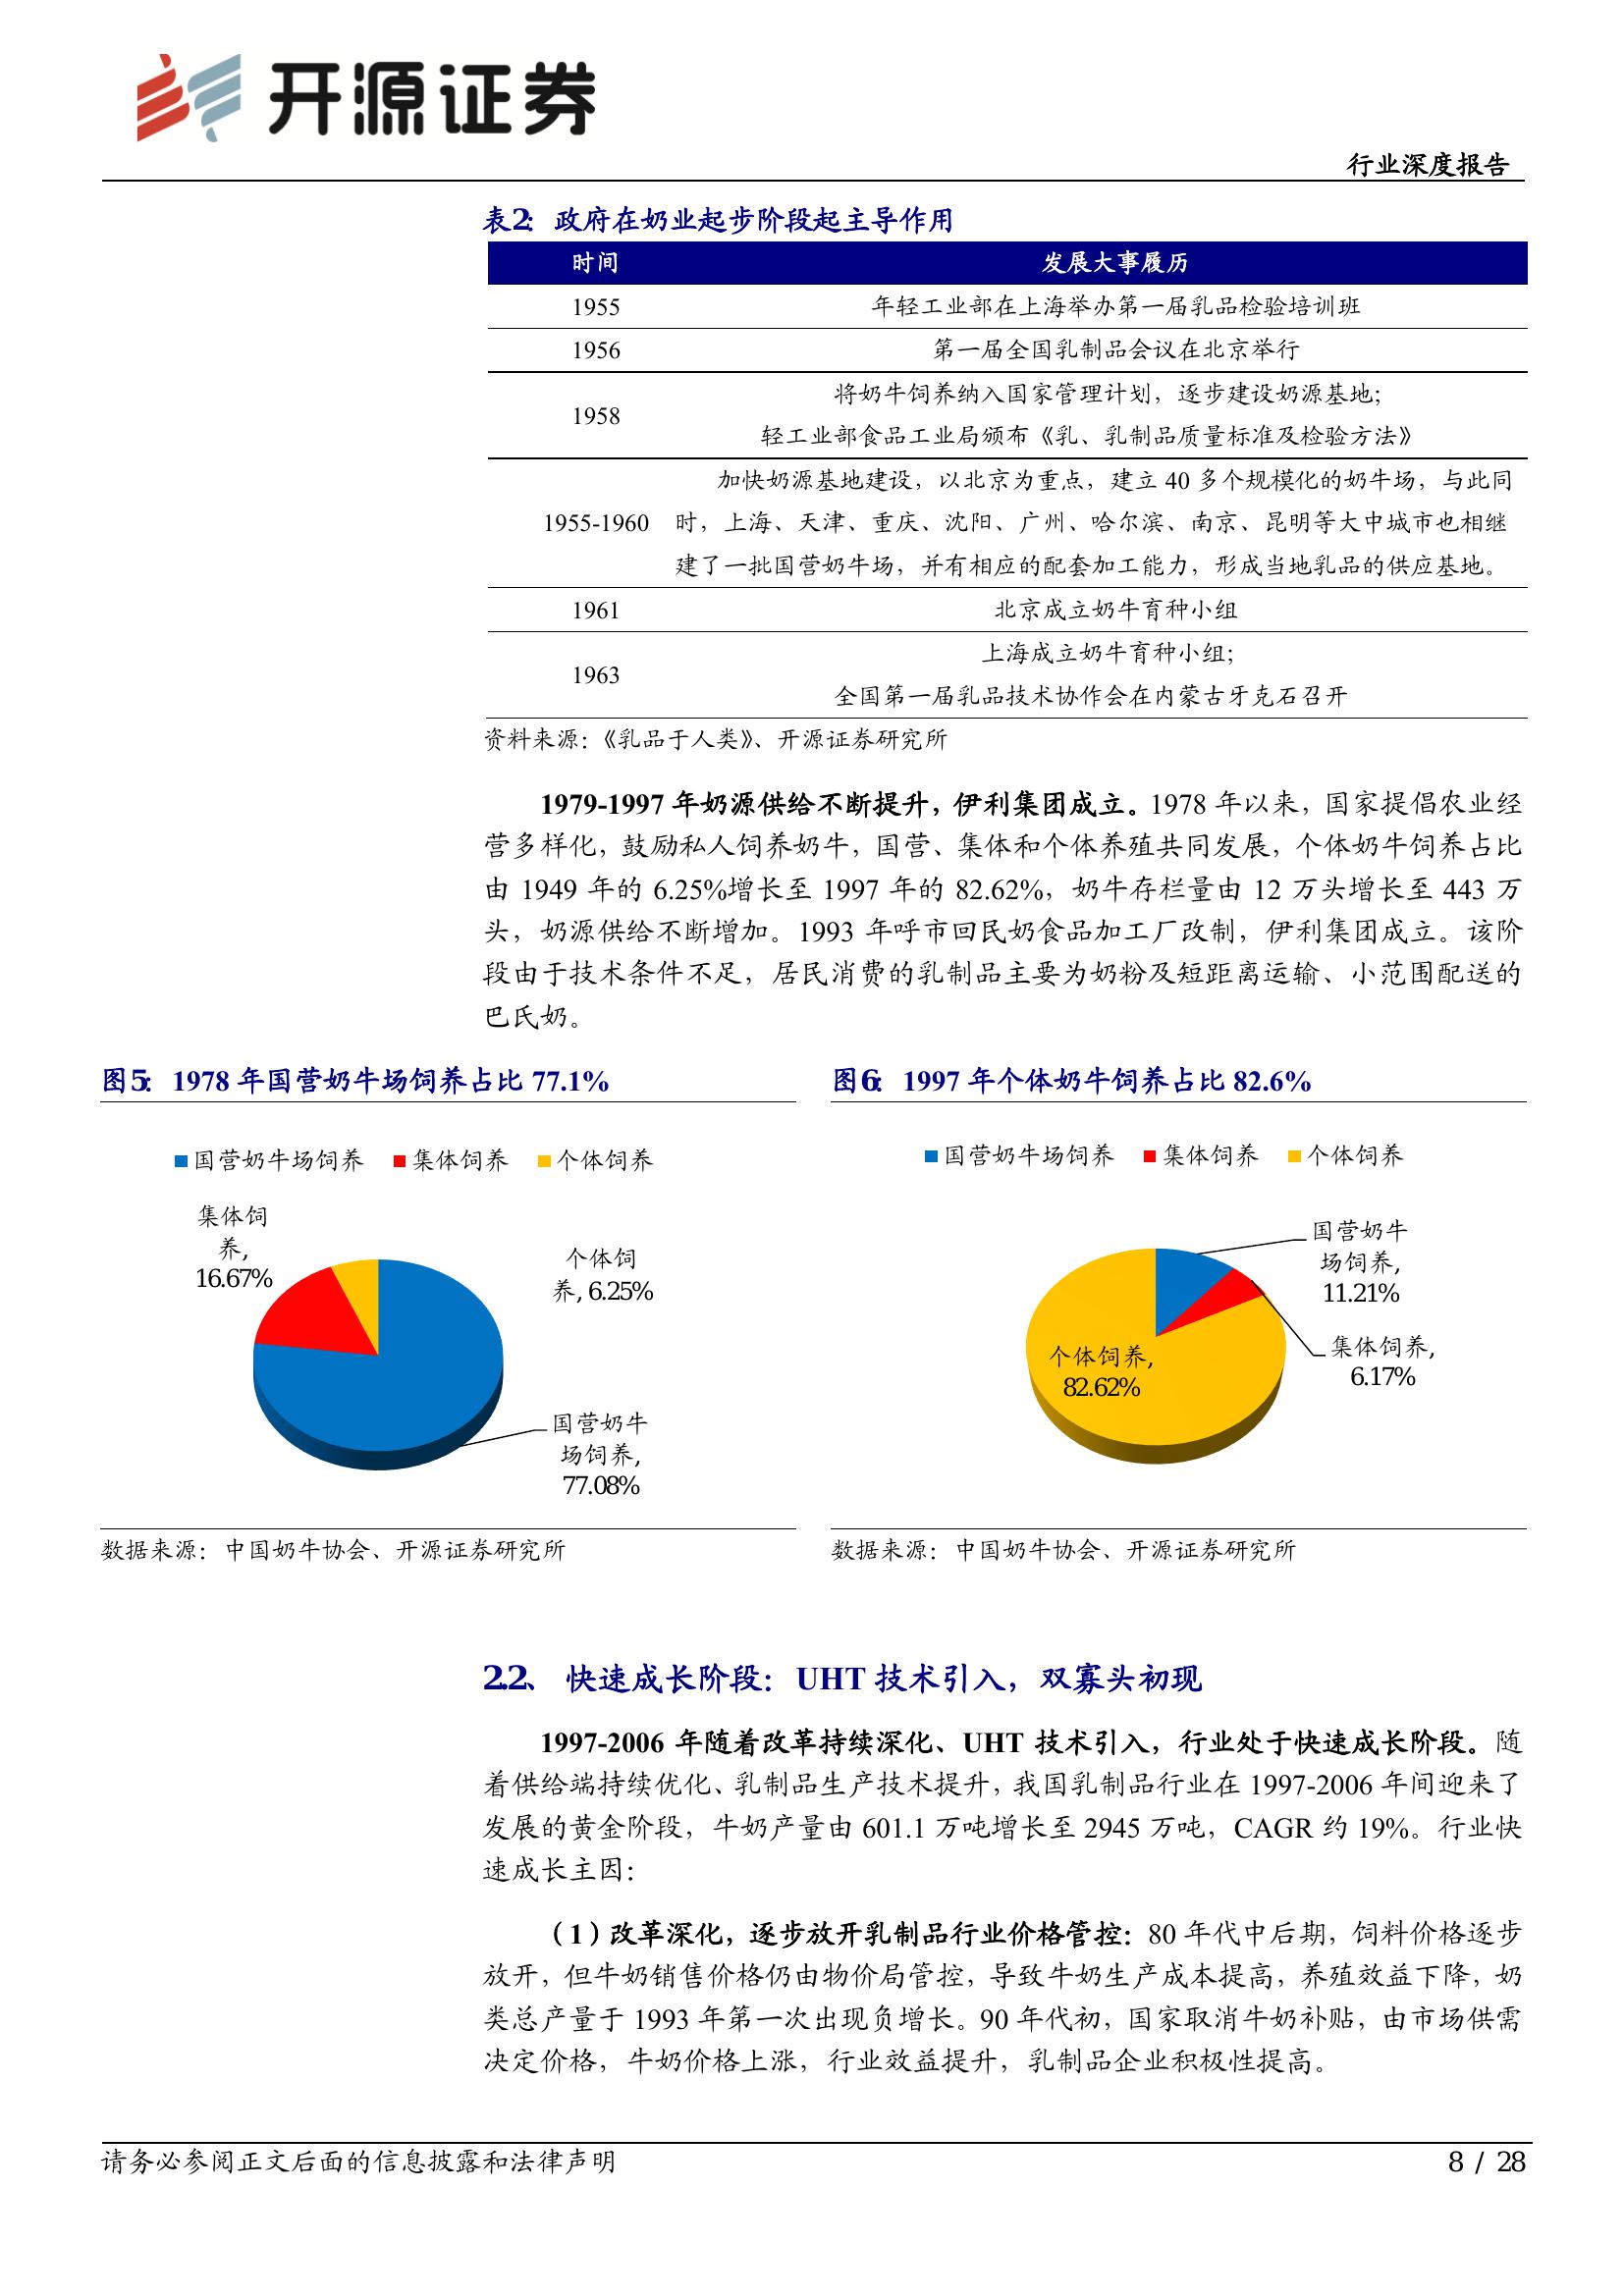 开源证券
行业深度报告
表2: 政府在奶业起步阶段起主导作用
时间 发展大事履历
1955 年轻工业部在上海举办第一届乳品检验培训班
1956 第一届全国乳制品会议在北京举行
将奶牛饲养纳入国家管理计划，逐步建设奶源基地；
1958
轻工业部食品工业局颁布《乳、乳制品质量标准及检验方法》
加快奶源基地建设，以北京为重点，建立 40 多个规模化的奶牛场，与此同
1955-1960 时，上海、天津、重庆、沈阳、广州、哈尔滨、南京、昆明等大中城市也相继
建了一批国营奶牛场，并有相应的配套加工能力，形成当地乳品的供应基地。
1961 北京成立奶牛育种小组
上海成立奶牛育种小组；
1963
全国第一届乳品技术协作会在内蒙古牙克石召开
资料来源：《乳品于人类》、开源证券研究所
1979-1997 年奶源供给不断提升，伊利集团成立。1978 年以来，国家提倡农业经
营多样化，鼓励私人饲养奶牛，国营、集体和个体养殖共同发展，个体奶牛饲养占比
由 1949 年的 6.25%增长至 1997 年的 82.62%，奶牛存栏量由 12 万头增长至 443 万
头，奶源供给不断增加。1993 年呼市回民奶食品加工厂改制，伊利集团成立。该阶
段由于技术条件不足，居民消费的乳制品主要为奶粉及短距离运输、小范围配送的
巴氏奶。
图5: 1978 年国营奶牛场饲养占比 77.1%
国营奶牛场饲养 集体饲养 个体饲养
集体饲
养,
16.67%
个体饲
养, 6.25%
国营奶牛
场饲养,
77.08%
数据来源：中国奶牛协会、开源证券研究所
图6: 1997 年个体奶牛饲养占比 82.6%
国营奶牛场饲养 集体饲养 个体饲养
国营奶牛
场饲养,
11.21%
集体饲养,
6.17%
个体饲养,
82.62%
数据来源：中国奶牛协会、开源证券研究所
2.2、 快速成长阶段：UHT 技术引入，双寡头初现
1997-2006 年随着改革持续深化、UHT 技术引入，行业处于快速成长阶段。随
着供给端持续优化、乳制品生产技术提升，我国乳制品行业在 1997-2006 年间迎来了
发展的黄金阶段，牛奶产量由 601.1 万吨增长至 2945 万吨，CAGR 约 19%。行业快
速成长主因：
（1）改革深化，逐步放开乳制品行业价格管控：80 年代中后期，饲料价格逐步
放开，但牛奶销售价格仍由物价局管控，导致牛奶生产成本提高，养殖效益下降，奶
类总产量于 1993 年第一次出现负增长。90 年代初，国家取消牛奶补贴，由市场供需
决定价格，牛奶价格上涨，行业效益提升，乳制品企业积极性提高。
请务必参阅正文后面的信息披露和法律声明 8 / 28